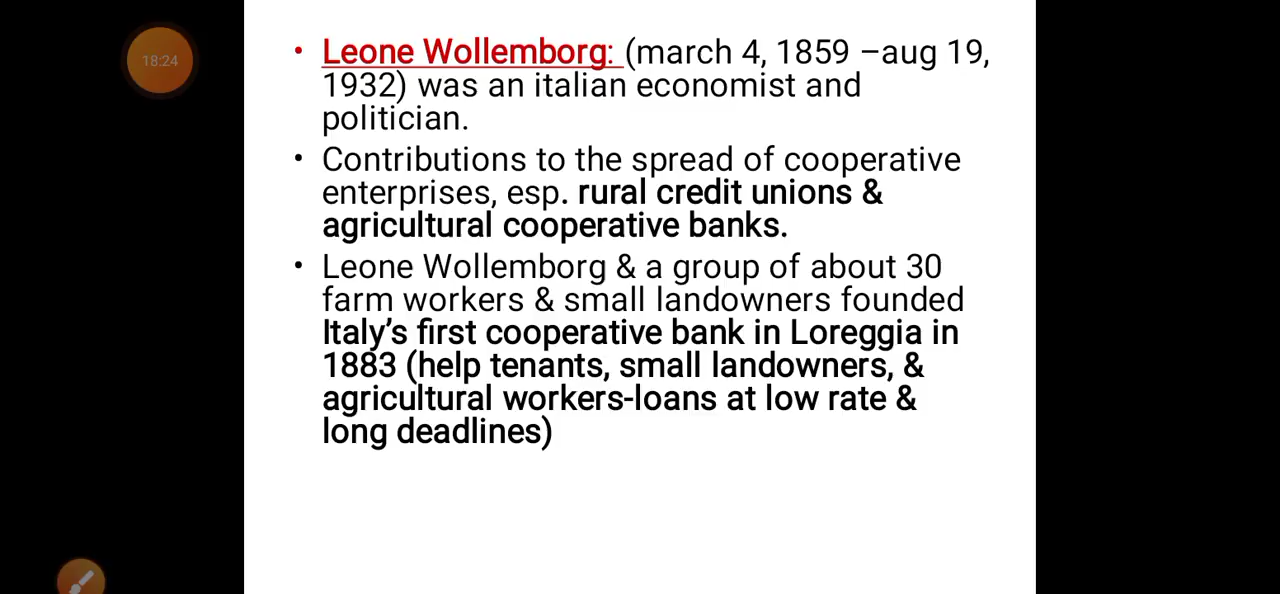 18:24
• Leone Wollemborg: (march 4, 1859 –aug 19,
1932) was an italian economist and
politician.
• Contributions to the spread of cooperative
enterprises, esp. rural credit unions &
agricultural cooperative banks.
• Leone Wollemborg & a group of about 30
farm workers & small landowners founded
Italy’s first cooperative bank in Loreggia in
1883 (help tenants, small landowners, &
agricultural workers-loans at low rate &
long deadlines)